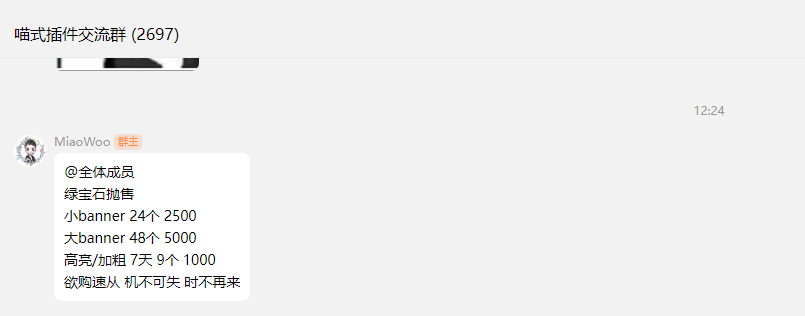 喵式插件交流群 (2697)
12:24
MiaoWoo 群主
@全体成员
绿宝石抛售
小banner 24个 2500
大banner 48个 5000
高亮/加粗 7天 9个 1000
欲购速从 机不可失 时不再来